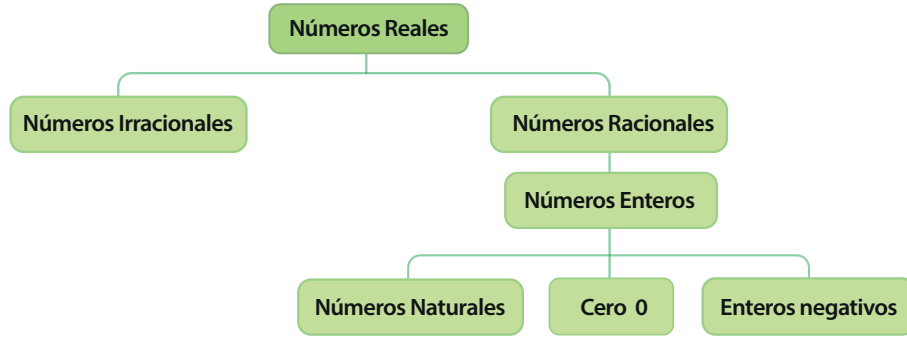 Números Reales
Números Irracionales
Números Racionales
Números Enteros
Números Naturales
Cero 0
Enteros negativos